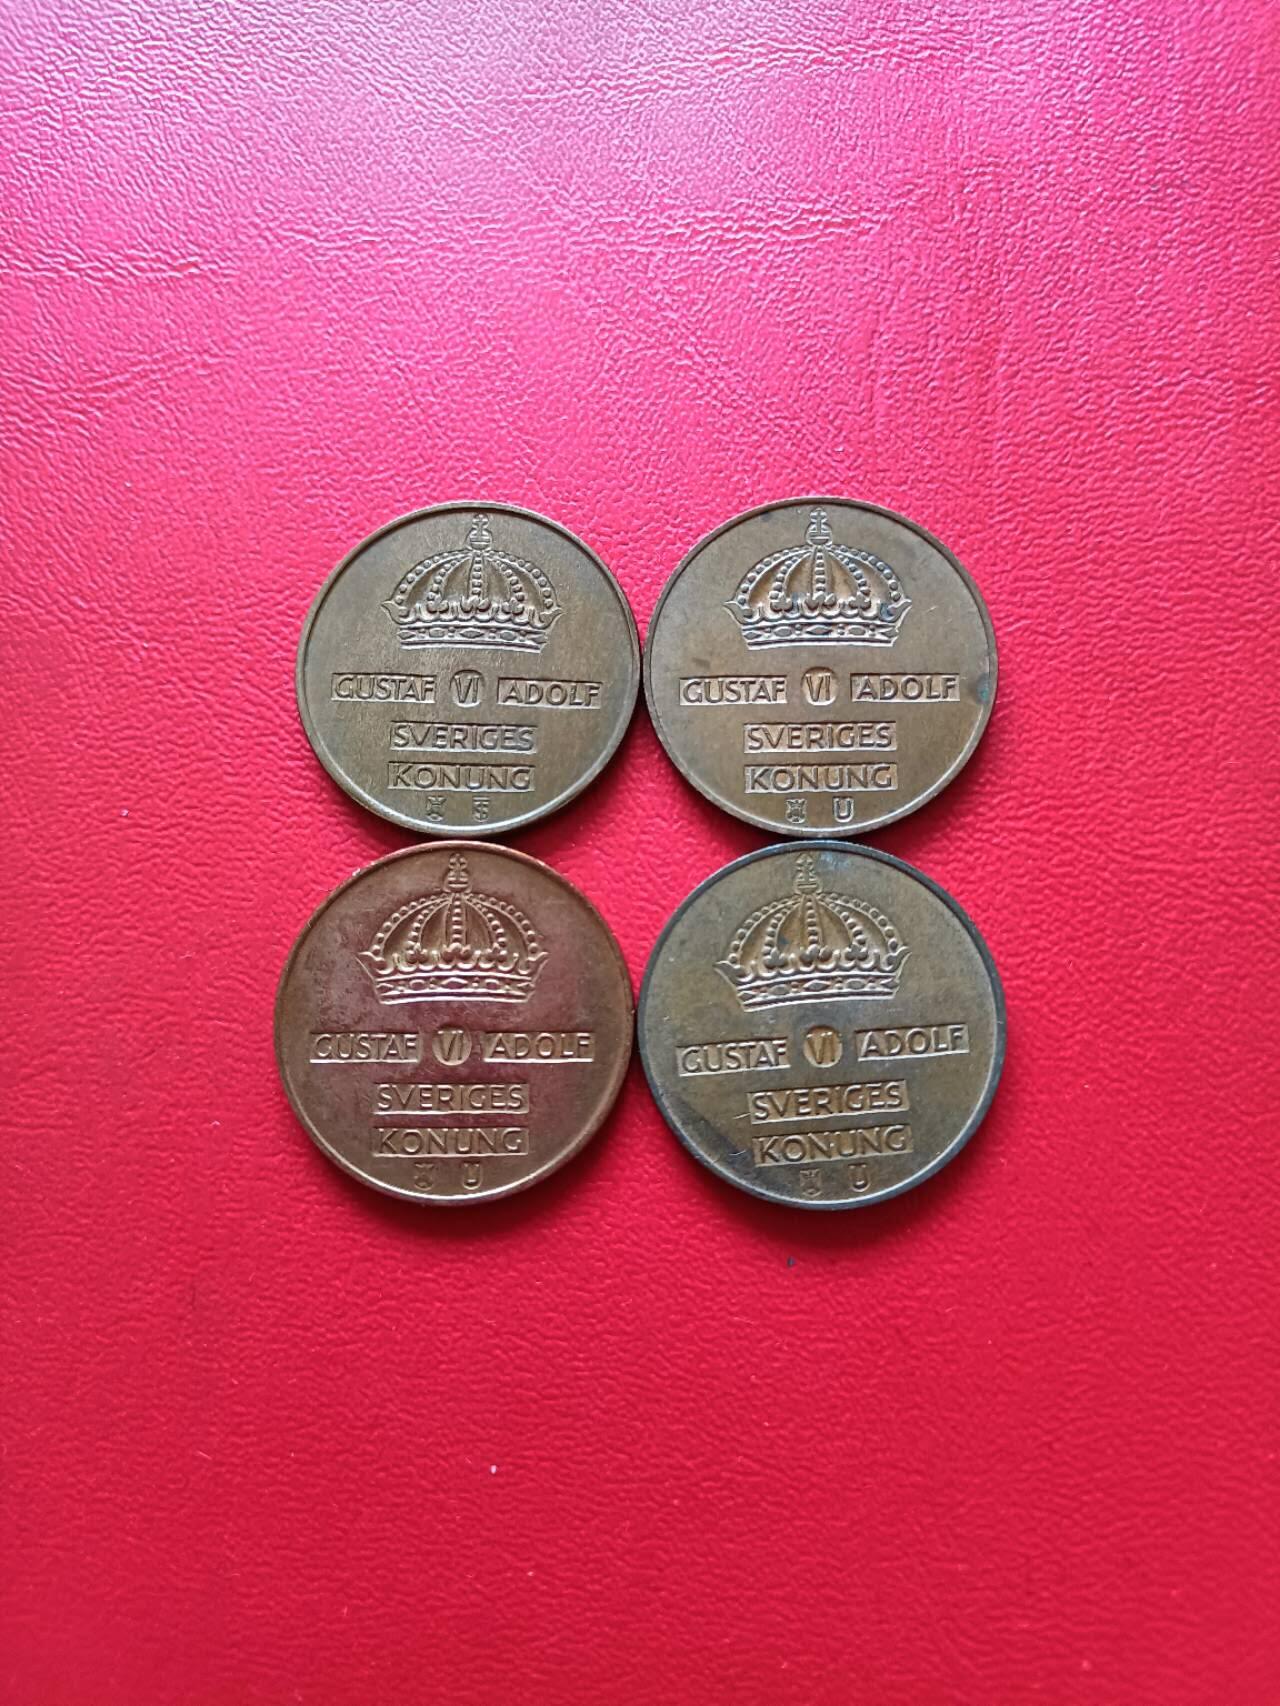 GUSTAF VI ADOLF
SVERIGES
KONUNG
TS
GUSTAF VI ADOLF
SVERIGES
KONUNG
U
GUSTAF VI ADOLF
SVERIGES
KONUNG
U
GUSTAF VI ADOLF
SVERIGES
KONUNG
U